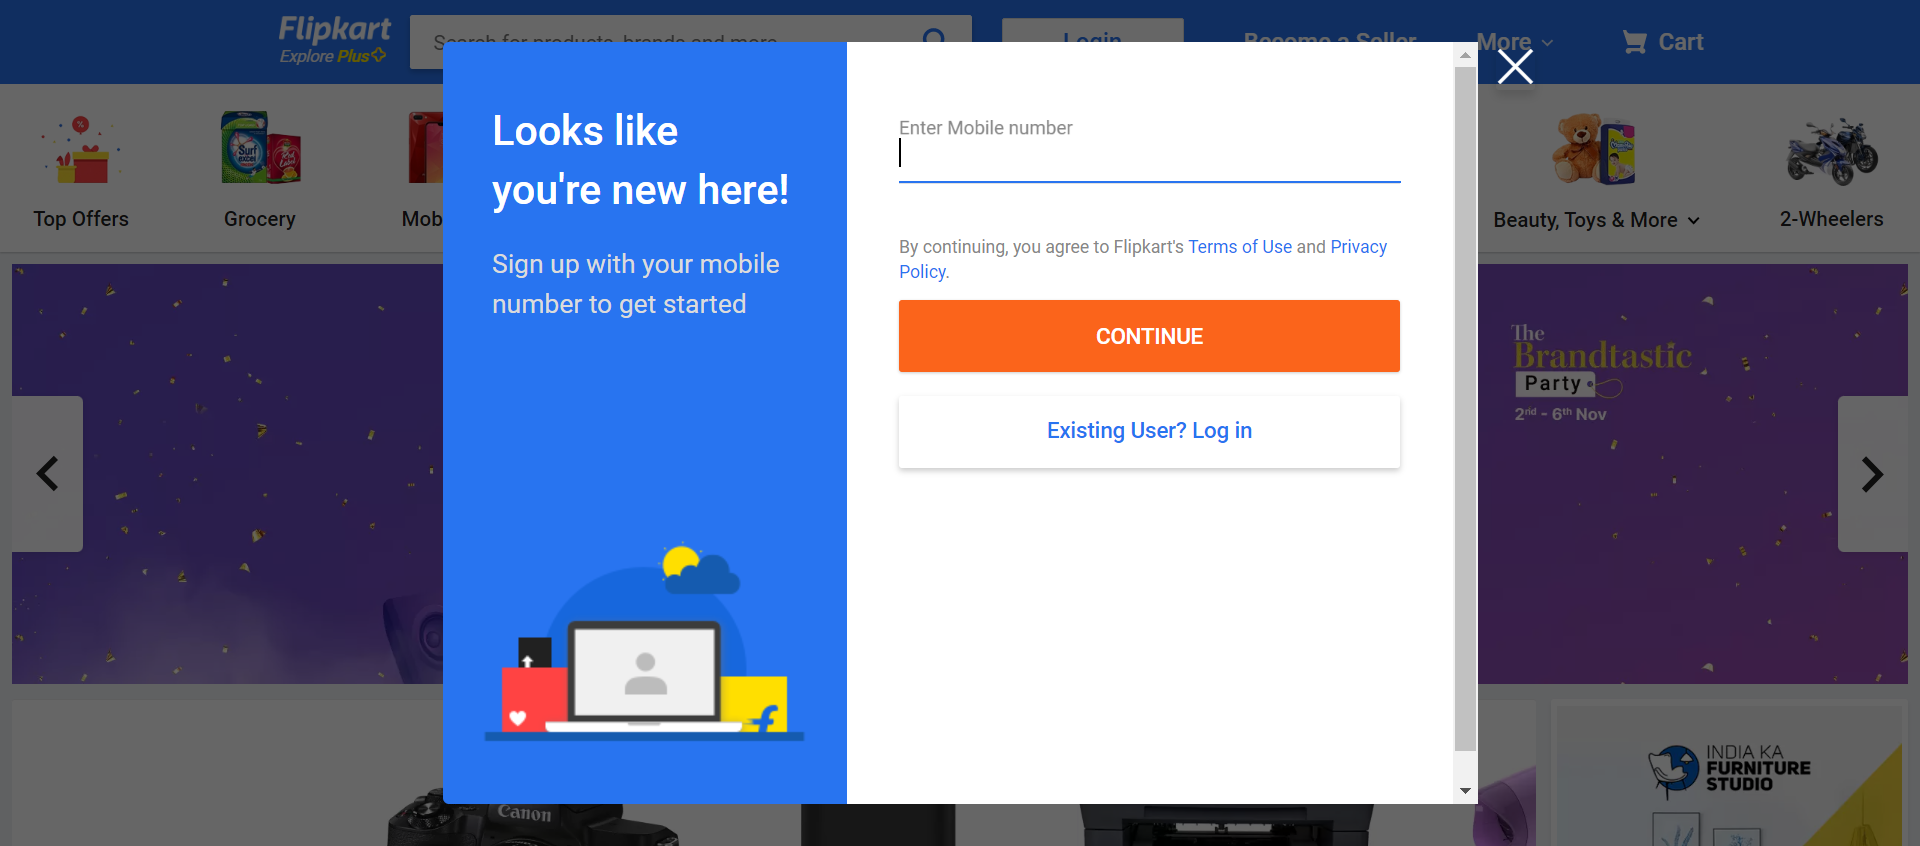 Flipkart
Explore Plus
Search for products, brands and more
Login
Become a Seller
More
Cart
Top Offers
Grocery
Mob
Beauty, Toys & More
2-Wheelers
Surf
excel
Looks like
you're new here!
Sign up with your mobile
number to get started
Enter Mobile number
By continuing, you agree to Flipkart's Terms of Use and Privacy
Policy.
CONTINUE
Existing User? Log in
The
Brandtastic
Party
2nd - 6th Nov
Canon
INDIA KA
FURNITURE
STUDIO